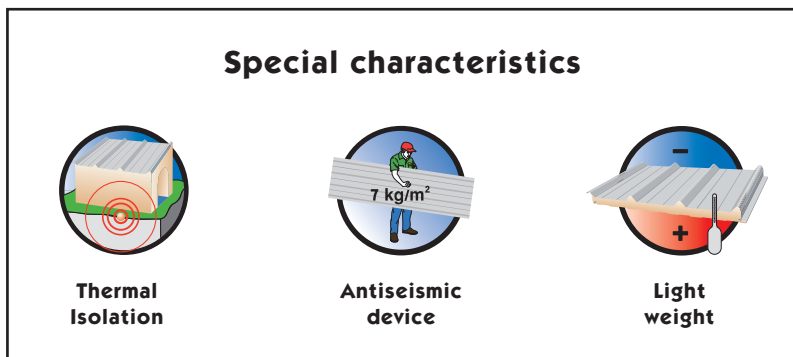 Special characteristics
−
7 kg/m²
+
Thermal
Isolation
Antiseismic
device
Light
weight